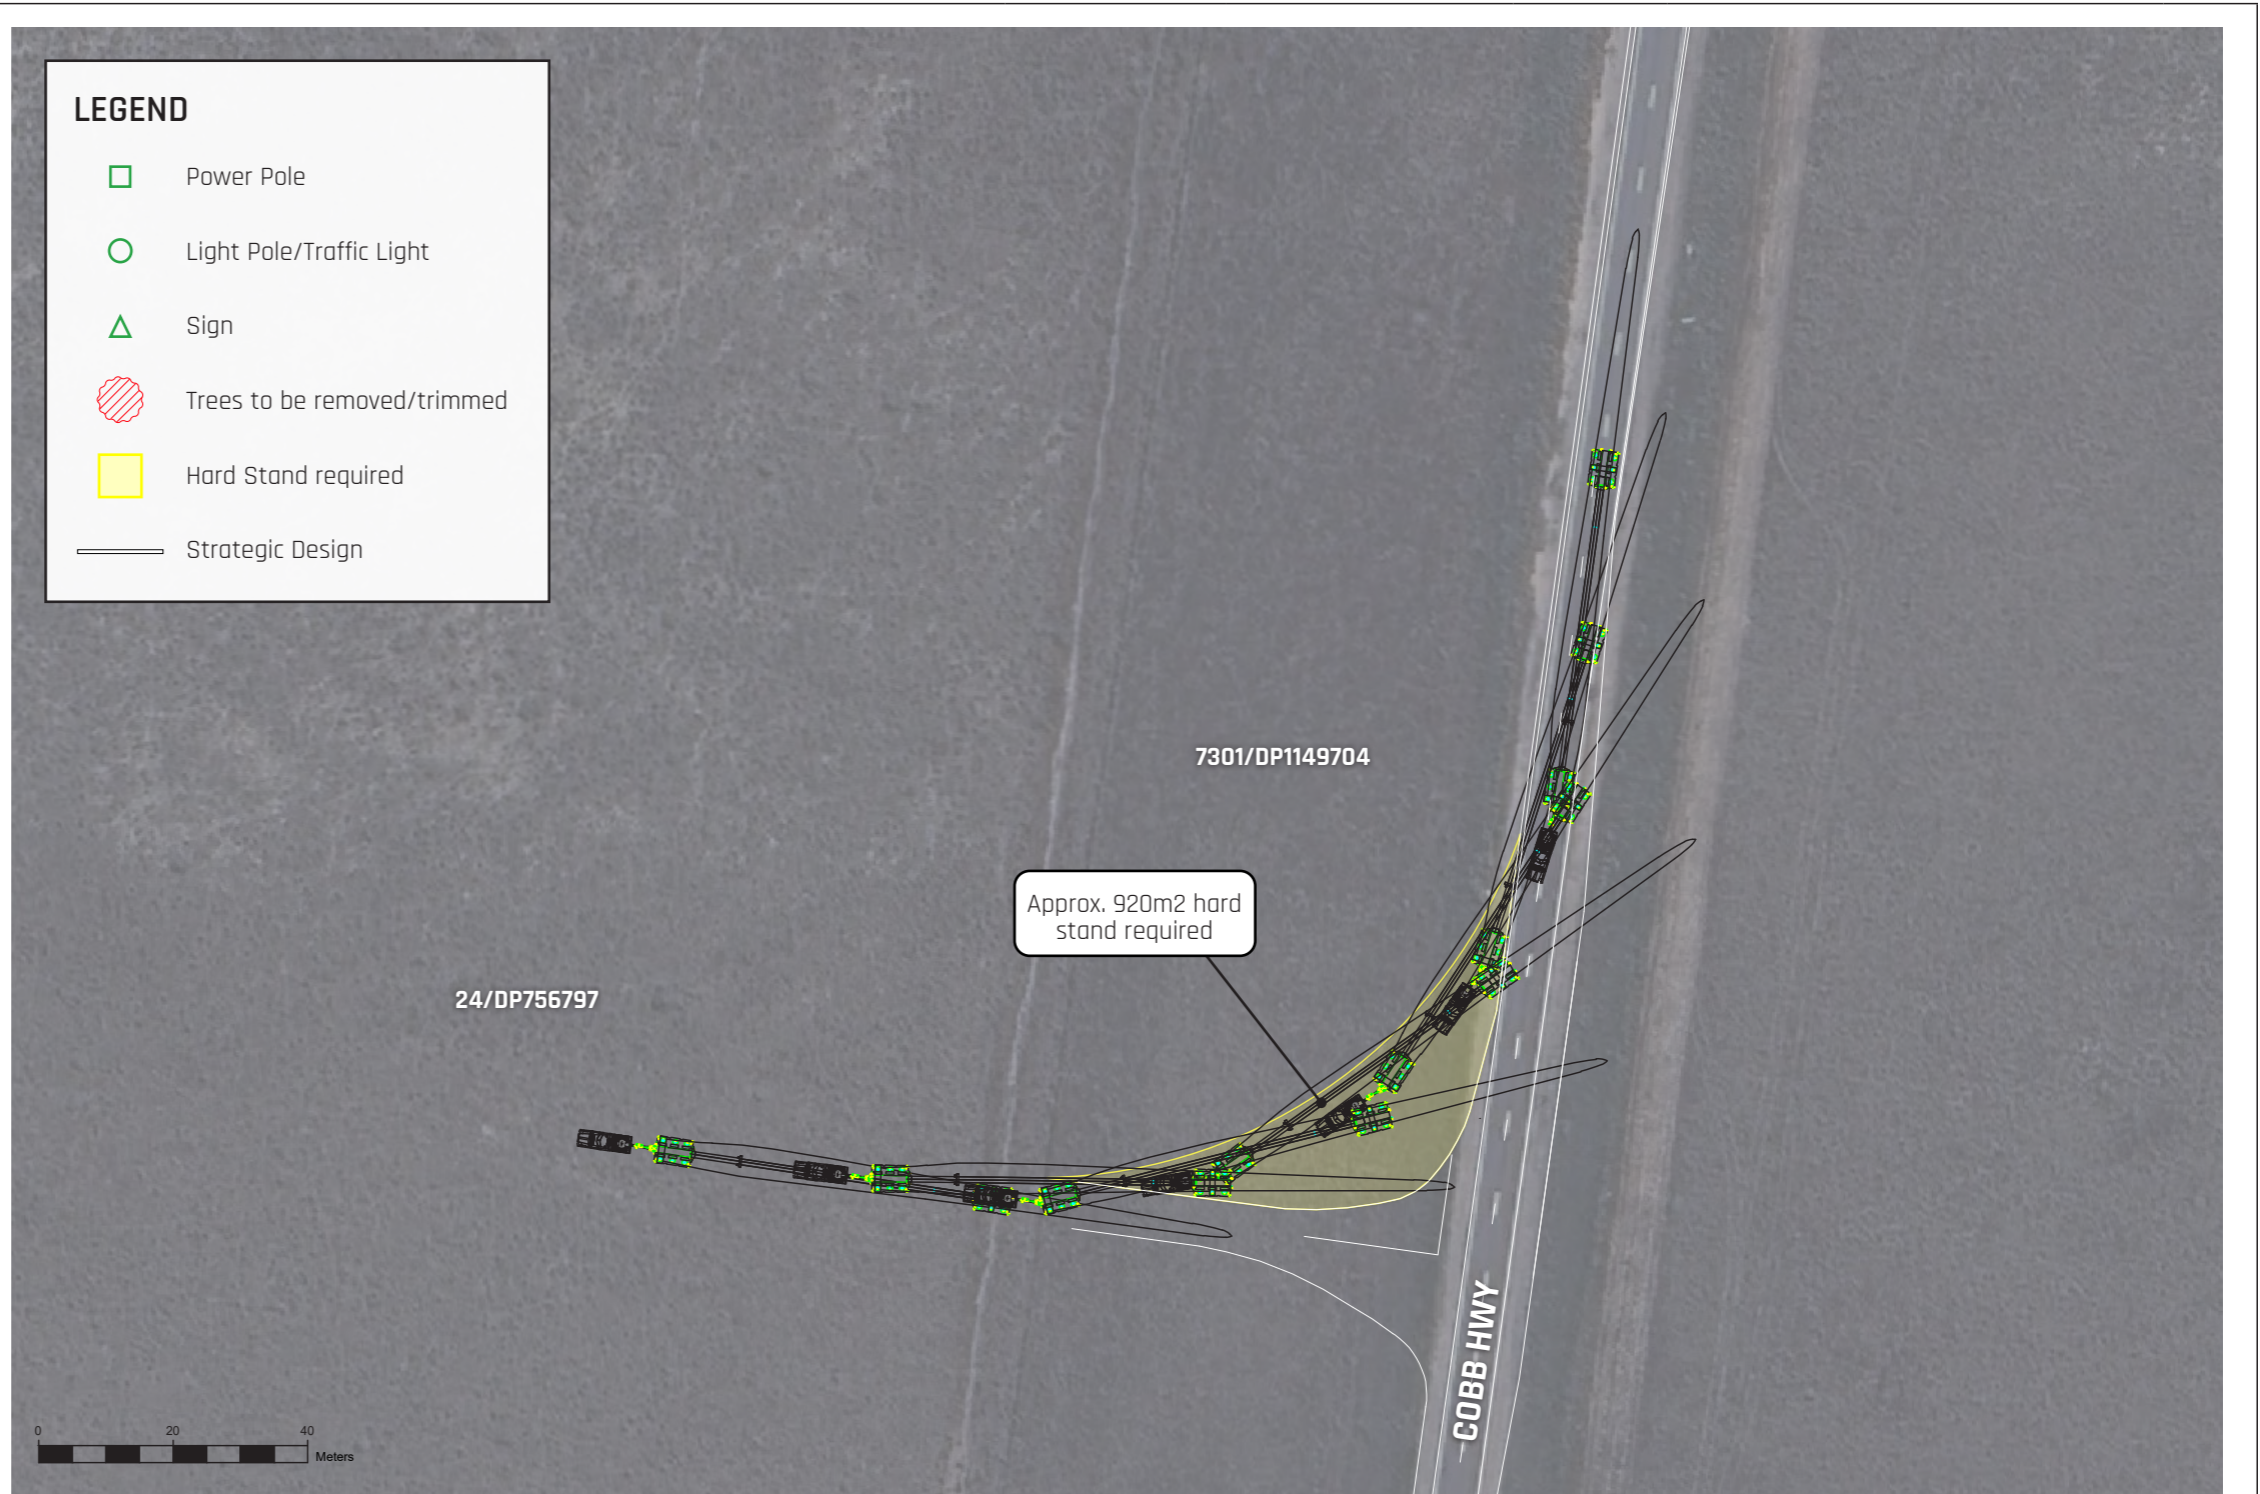 LEGEND
Power Pole
Light Pole/Traffic Light
Sign
Trees to be removed/trimmed
Hard Stand required
Strategic Design
7301/DP1149704
Approx. 920m2 hard
stand required
24/DP756797
COBB HWY
0 20 40
Meters